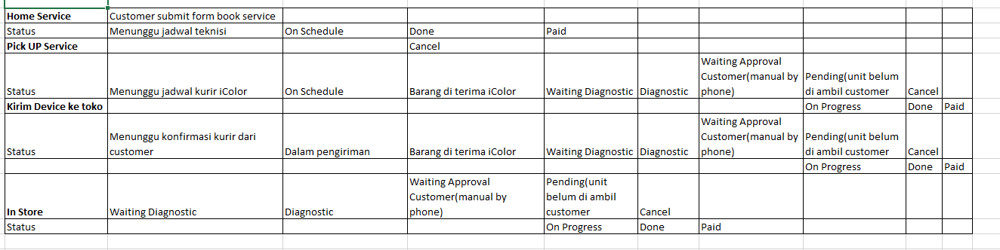 Home Service Customer submit form book service
Status Menunggu jadwal teknisi On Schedule Done Paid
Pick UP Service Cancel
Waiting Approval
Customer(manual by Pending(unit belum
Status Menunggu jadwal kurir iColor On Schedule Barang di terima iColor Waiting Diagnostic Diagnostic phone) di ambil customer Cancel
Kirim Device ke toko On Progress Done Paid
Waiting Approval
Menunggu konfirmasi kurir dari Customer(manual by Pending(unit belum
Status customer Dalam pengiriman Barang di terima iColor Waiting Diagnostic Diagnostic phone) di ambil customer Cancel
On Progress Done Paid
Waiting Approval Pending(unit
Customer(manual by belum di ambil
In Store Waiting Diagnostic Diagnostic phone) customer Cancel
Status On Progress Done Paid